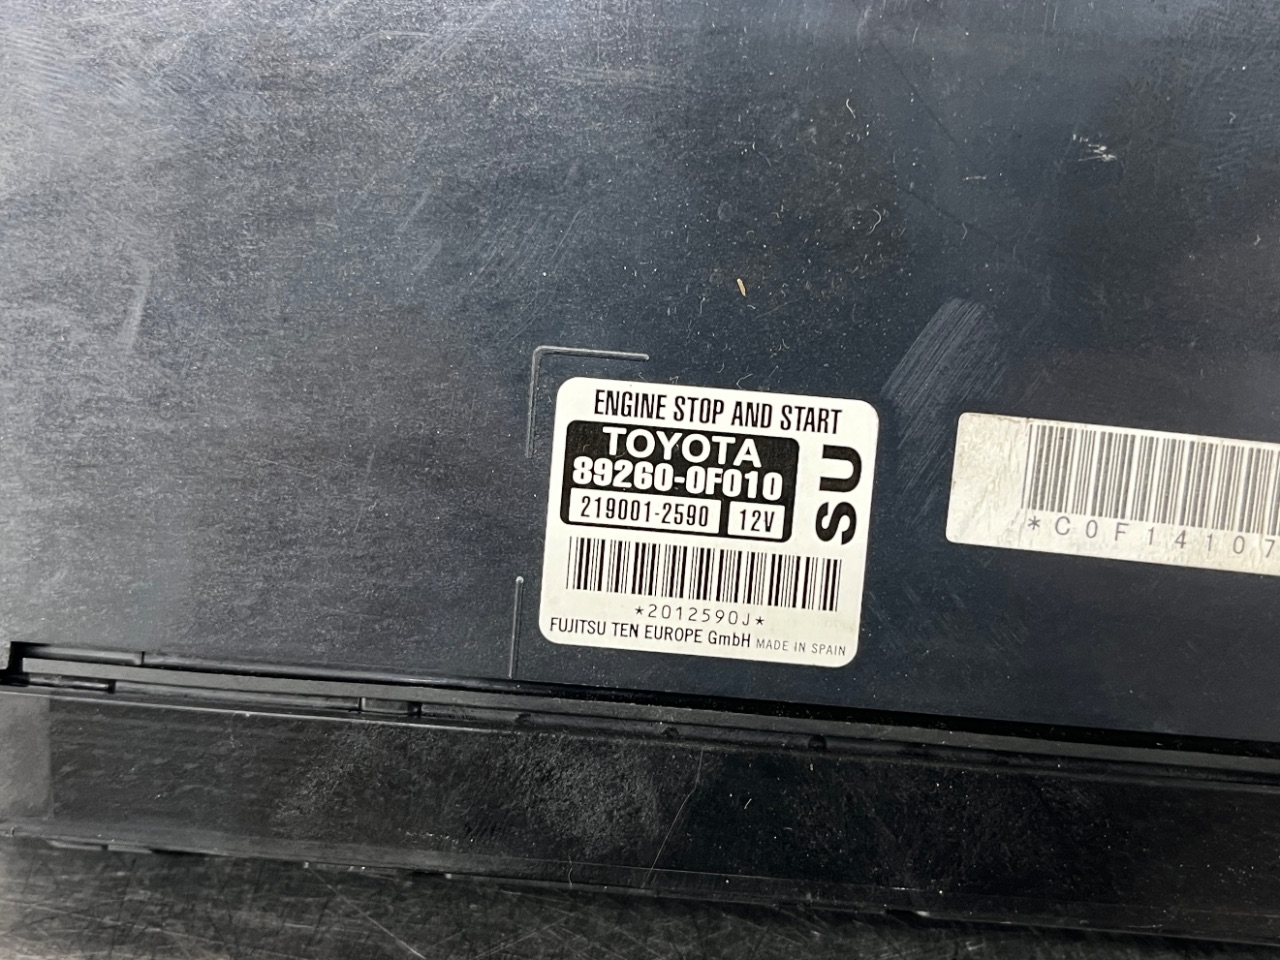 ENGINE STOP AND START
TOYOTA
89260-0F010
219001-2590 12V
SU
*2012590J*
FUJITSU TEN EUROPE GmbH MADE IN SPAIN
*C0F14107